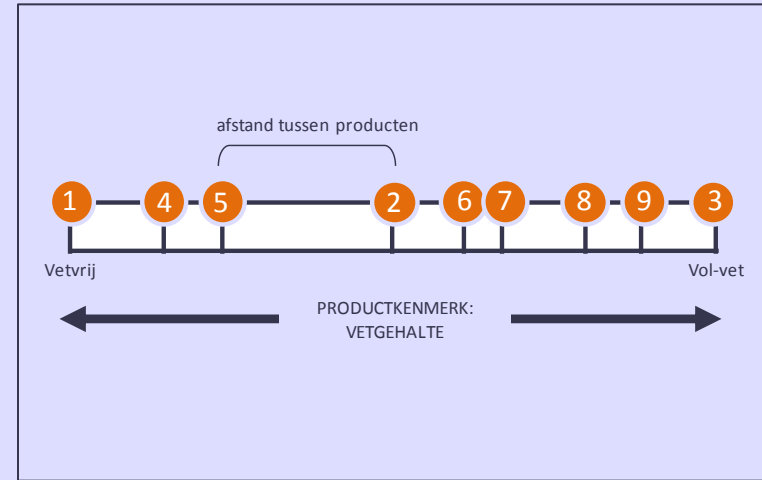 afstand tussen producten
1 4 5 2 6 7 8 9 3
Vetvrij Vol-vet
PRODUCTKENMERK:
VETGEHALTE